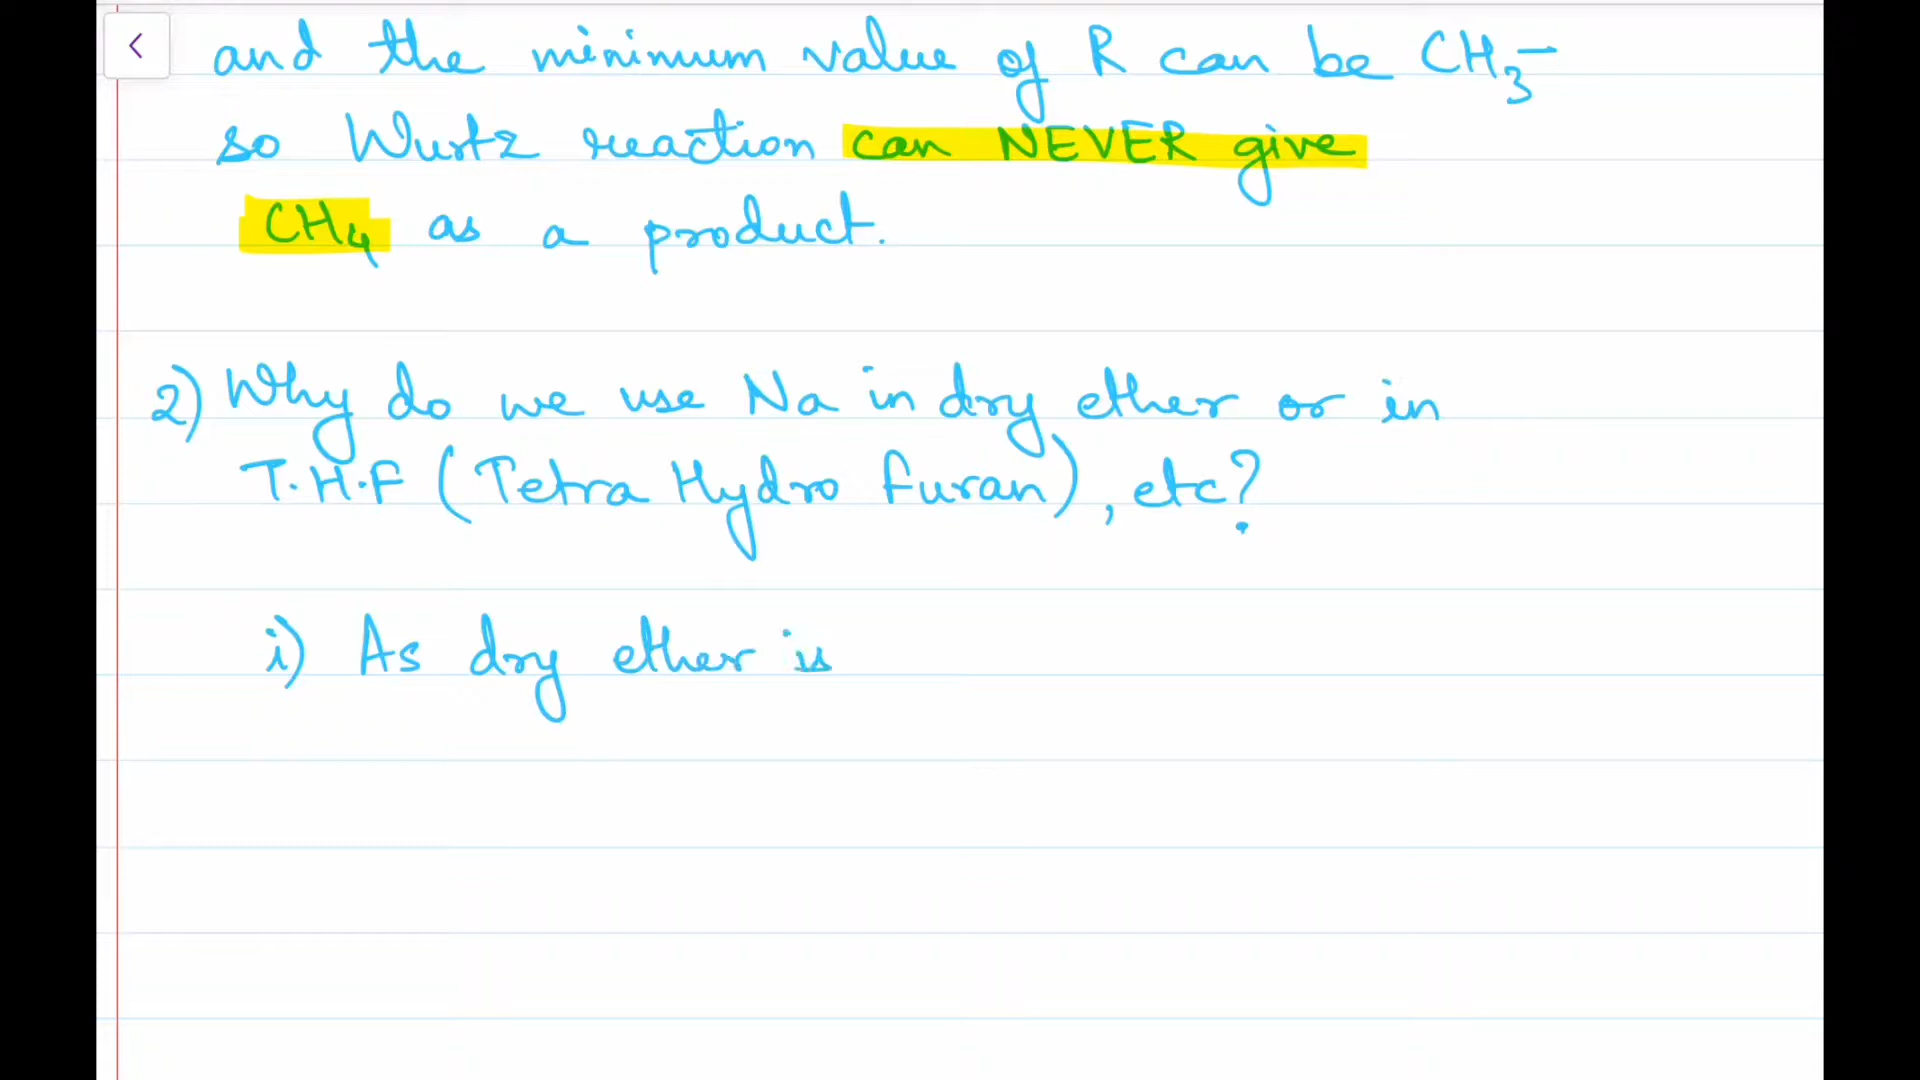 and the minimum value of R can be CH₃-
so Wurtz reaction can NEVER give
CH₄ as a product.
2) Why do we use Na in dry ether or in
T.H.F (Tetra Hydro furan), etc?
i) As dry ether is